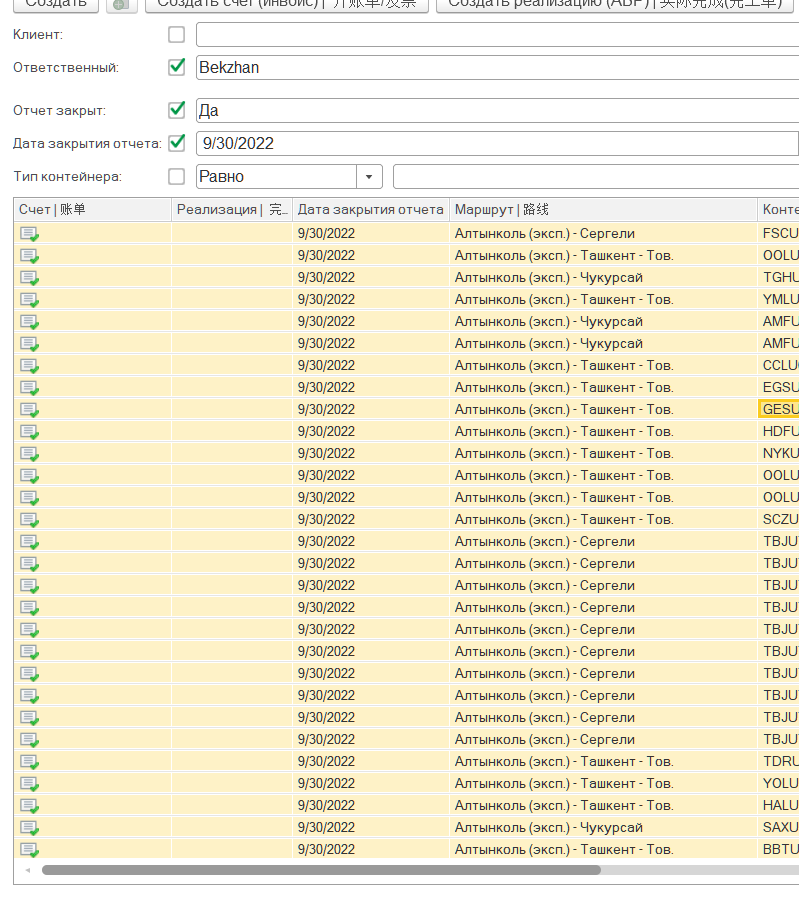 Создать Создать счет (инвойс) | 开账单/发票 Создать реализацию (АВР) | 实际完成(完工单)
Клиент:
Ответственный: Bekzhan
Отчет закрыт: Да
Дата закрытия отчета: 9/30/2022
Тип контейнера: Равно
Счет | 账单 Реализация | 完... Дата закрытия отчета Маршрут | 路线 Конте
9/30/2022 Алтынколь (эксп.) - Сергели FSCU
9/30/2022 Алтынколь (эксп.) - Ташкент - Тов. OOLU
9/30/2022 Алтынколь (эксп.) - Чукурсай TGHU
9/30/2022 Алтынколь (эксп.) - Ташкент - Тов. YMLU
9/30/2022 Алтынколь (эксп.) - Чукурсай AMFU
9/30/2022 Алтынколь (эксп.) - Чукурсай AMFU
9/30/2022 Алтынколь (эксп.) - Ташкент - Тов. CCLU
9/30/2022 Алтынколь (эксп.) - Ташкент - Тов. EGSU
9/30/2022 Алтынколь (эксп.) - Ташкент - Тов. GESU
9/30/2022 Алтынколь (эксп.) - Ташкент - Тов. HDFU
9/30/2022 Алтынколь (эксп.) - Ташкент - Тов. NYKU
9/30/2022 Алтынколь (эксп.) - Ташкент - Тов. OOLU
9/30/2022 Алтынколь (эксп.) - Ташкент - Тов. OOLU
9/30/2022 Алтынколь (эксп.) - Ташкент - Тов. SCZU
9/30/2022 Алтынколь (эксп.) - Сергели TBJU
9/30/2022 Алтынколь (эксп.) - Сергели TBJU
9/30/2022 Алтынколь (эксп.) - Сергели TBJU
9/30/2022 Алтынколь (эксп.) - Сергели TBJU
9/30/2022 Алтынколь (эксп.) - Сергели TBJU
9/30/2022 Алтынколь (эксп.) - Сергели TBJU
9/30/2022 Алтынколь (эксп.) - Сергели TBJU
9/30/2022 Алтынколь (эксп.) - Сергели TBJU
9/30/2022 Алтынколь (эксп.) - Сергели TBJU
9/30/2022 Алтынколь (эксп.) - Сергели TBJU
9/30/2022 Алтынколь (эксп.) - Ташкент - Тов. TDRU
9/30/2022 Алтынколь (эксп.) - Ташкент - Тов. YOLU
9/30/2022 Алтынколь (эксп.) - Ташкент - Тов. HALU
9/30/2022 Алтынколь (эксп.) - Чукурсай SAXU
9/30/2022 Алтынколь (эксп.) - Ташкент - Тов. BBTU